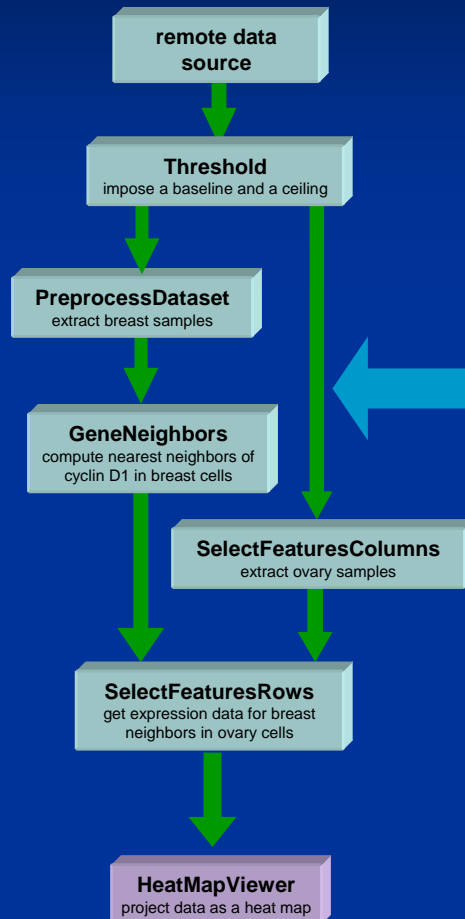 remote data
source
Threshold
impose a baseline and a ceiling
PreprocessDataset
extract breast samples
GeneNeighbors
compute nearest neighbors of
cyclin D1 in breast cells
SelectFeaturesColumns
extract ovary samples
SelectFeaturesRows
get expression data for breast
neighbors in ovary cells
HeatMapViewer
project data as a heat map